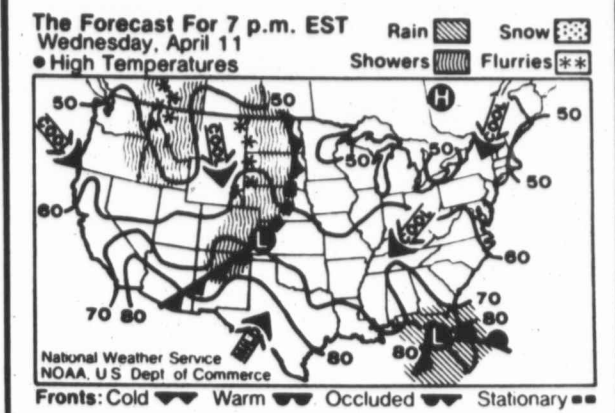 The Forecast For 7 p.m. EST
Wednesday, April 11
• High Temperatures
Rain Snow
Showers Flurries
50 50 H 50
50 50 50
60 60
L
70 80 70
80
80 80 L
National Weather Service
NOAA, U S Dept of Commerce
Fronts: Cold Warm Occluded Stationary